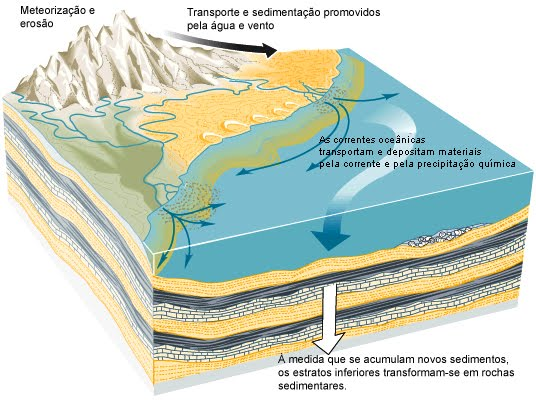 Meteorização e
erosão
Transporte e sedimentação promovidos
pela água e vento
As correntes oceânicas
transportam e depositam materiais
pela corrente e pela precipitação química
À medida que se acumulam novos sedimentos,
os estratos inferiores transformam-se em rochas
sedimentares.